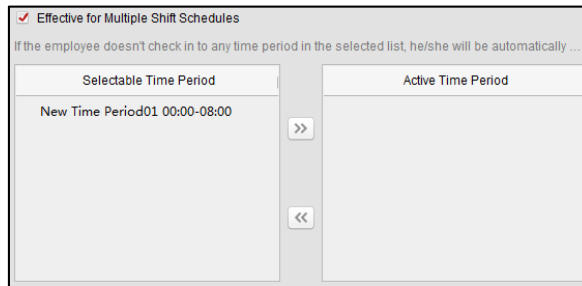 Effective for Multiple Shift Schedules
If the employee doesn't check in to any time period in the selected list, he/she will be automatically ...
Selectable Time Period
Active Time Period
New Time Period01 00:00-08:00
>>
<<